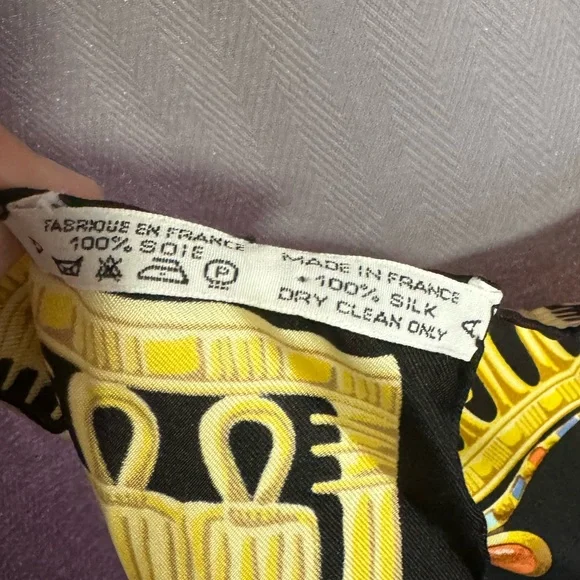 FABRIQUE EN FRANCE
100% SOIE
P
MADE IN FRANCE
100% SILK
DRY CLEAN ONLY
A